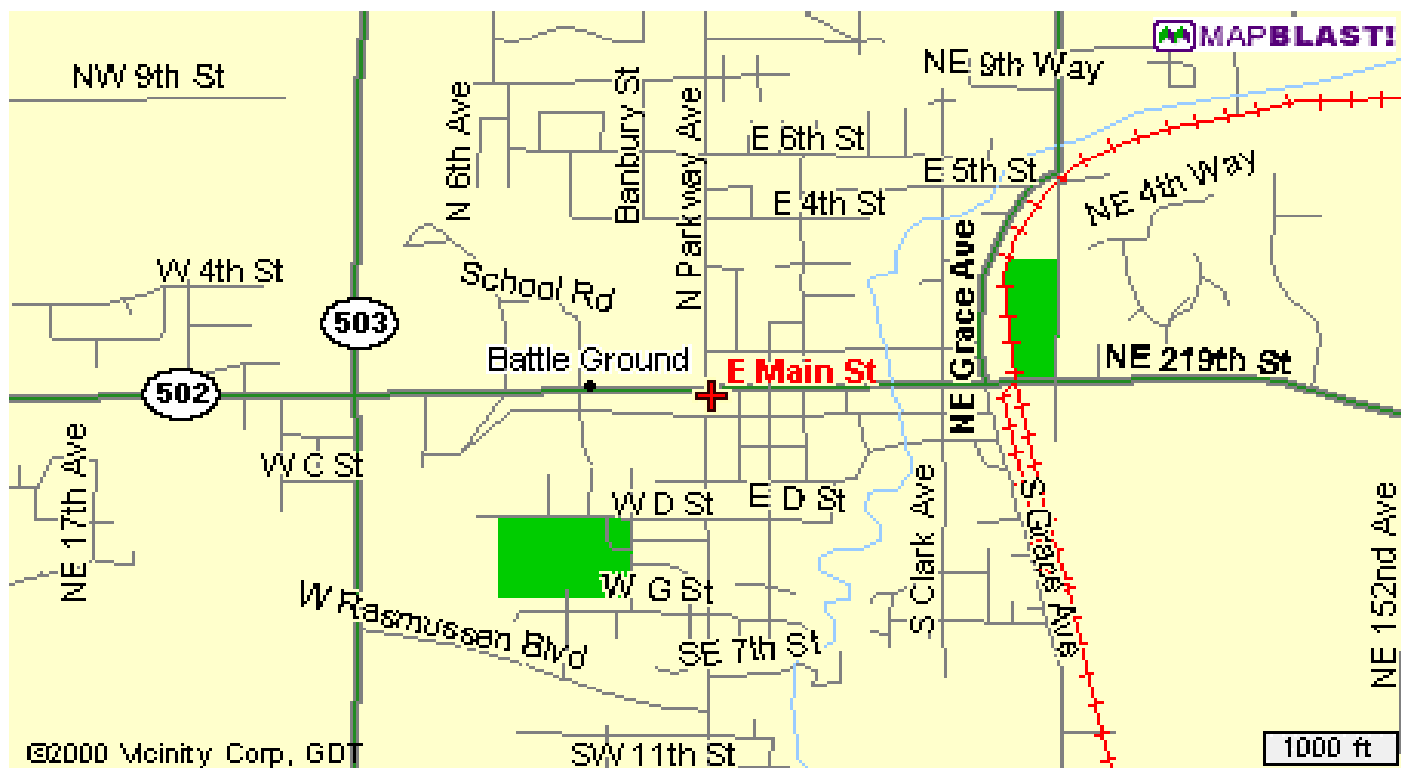 MAPBLAST!
NW 9th St
NE 9th Way
N 6th Ave
Banbury St
N Parkway Ave
E 6th St
E 5th St
E 4th St
NE 4th Way
W 4th St
School Rd
NE Grace Ave
503
Battle Ground
E Main St
NE 219th St
502
NE 17th Ave
W C St
W D St
E D St
S Clark Ave
S Grace Ave
NE 152nd Ave
W G St
W Rasmussen Blvd
SE 7th St
SW 11th St
©2000 Vicinity Corp, GDT
1000 ft